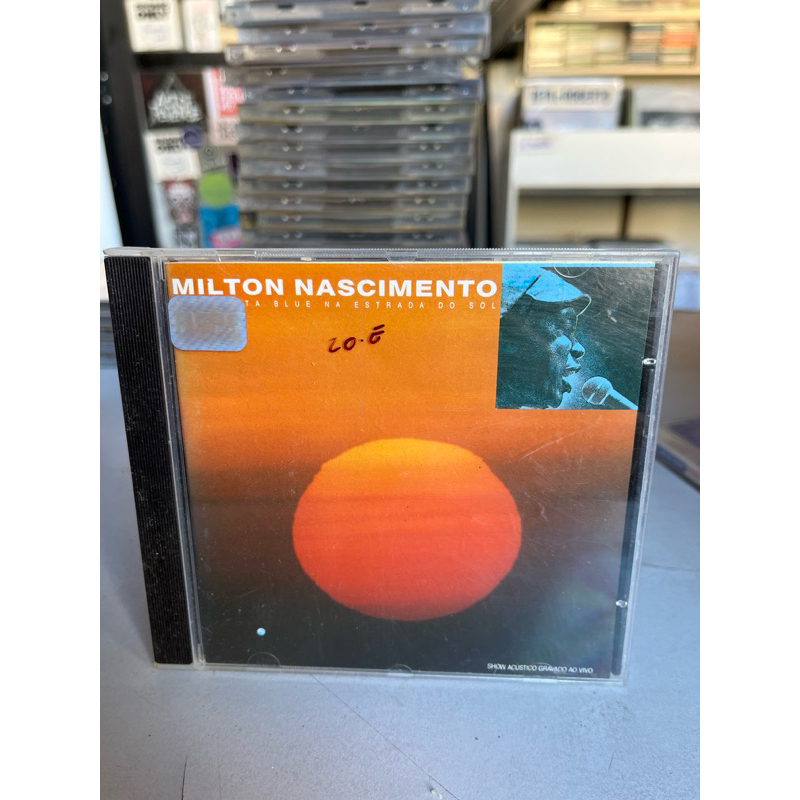 MILTON NASCIMENTO
TA BLUE NA ESTRADA DO SOL
20.€
SHOW ACUSTICO GRAVADO AO VIVO